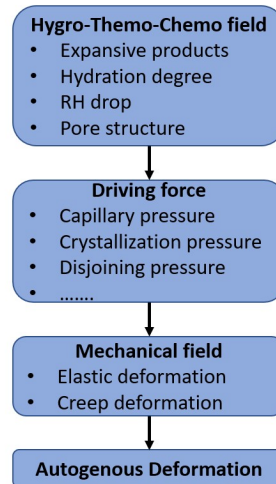 Hygro-Themo-Chemo field
• Expansive products
• Hydration degree
• RH drop
• Pore structure
Driving force
• Capillary pressure
• Crystallization pressure
• Disjoining pressure
• .......
Mechanical field
• Elastic deformation
• Creep deformation
Autogenous Deformation